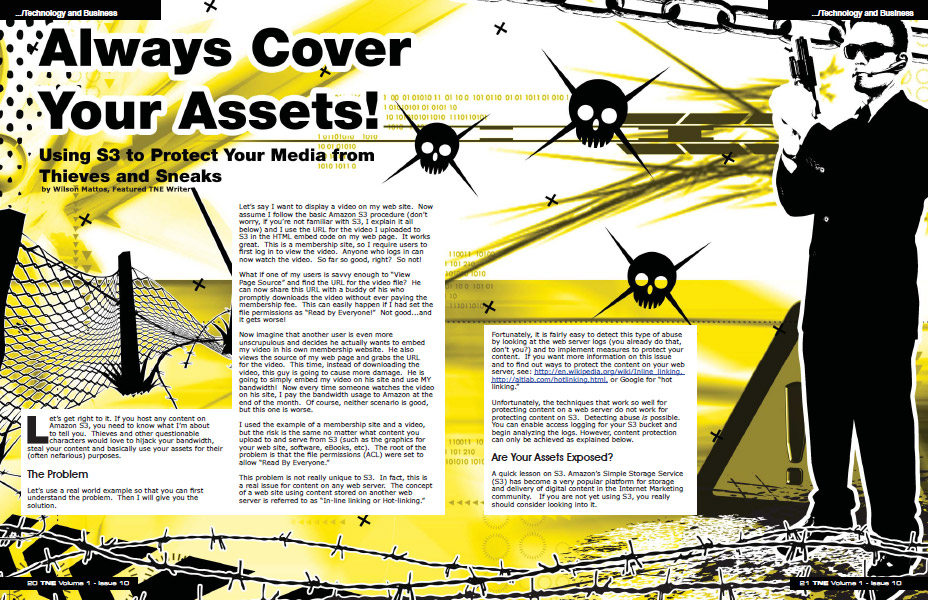 .../Technology and Business
.../Technology and Business
Always Cover
Your Assets!
Using S3 to Protect Your Media from
Thieves and Sneaks
by Wilson Mattos, Featured TNE Writer
Let's get right to it. If you host any content on
Amazon S3, you need to know what I'm about
to tell you. Thieves and other questionable
characters would love to hijack your bandwidth,
steal your content and basically use your assets for their
(often nefarious) purposes.
The Problem
Let's use a real world example so that you can first
understand the problem. Then I will give you the
solution.
Let's say I want to display a video on my web site. Now
assume I follow the basic Amazon S3 procedure (don't
worry, if you're not familiar with S3, I explain it all
below) and I use the URL for the video I uploaded to
S3 in the HTML embed code on my web page. It works
great. This is a membership site, so I require users to
first log in to view the video. Anyone who logs in can
now watch the video. So far so good, right? So not!
What if one of my users is savvy enough to "View
Page Source" and find the URL for the video file? He
can now share this URL with a buddy of his who
promptly downloads the video without ever paying the
membership fee. This can easily happen if I had set the
file permissions as "Read by Everyone!" Not good...and
it gets worse!
Now imagine that another user is even more
unscrupulous and decides he actually wants to embed
my video in his own membership website. He also
views the source of my web page and grabs the URL
for the video. This time, instead of downloading the
video, this guy is going to cause more damage. He is
going to simply embed my video on his site and use MY
bandwidth! Now every time someone watches the video
on his site, I pay the bandwidth usage to Amazon at the
end of the month. Of course, neither scenario is good,
but this one is worse.
I used the example of a membership site and a video,
but the risk is the same no matter what content you
upload to and serve from S3 (such as the graphics for
your web site, software, eBooks, etc). The root of the
problem is that the file permissions (ACL) were set to
allow "Read By Everyone."
This problem is not really unique to S3. In fact, this is
a real issue for content on any web server. The concept
of a web site using content stored on another web
server is referred to as "In-line linking or Hot-linking."
Fortunately, it is fairly easy to detect this type of abuse
by looking at the web server logs (you already do that,
don't you?) and to implement measures to protect your
content. If you want more information on this issue
and to find out ways to protect the content on your web
server, see: http://en.wikipedia.org/wiki/Inline_linking,
http://altlab.com/hotlinking.html, or Google for "hot
linking."
Unfortunately, the techniques that work so well for
protecting content on a web server do not work for
protecting content on S3. Detecting abuse is possible.
You can enable access logging for your S3 bucket and
begin analyzing the logs. However, content protection
can only be achieved as explained below.
Are Your Assets Exposed?
A quick lesson on S3. Amazon's Simple Storage Service
(S3) has become a very popular platform for storage
and delivery of digital content in the Internet Marketing
community. If you are not yet using S3, you really
should consider looking into it.
20 TNE Volume 1 - Issue 10
21 TNE Volume 1 - Issue 10